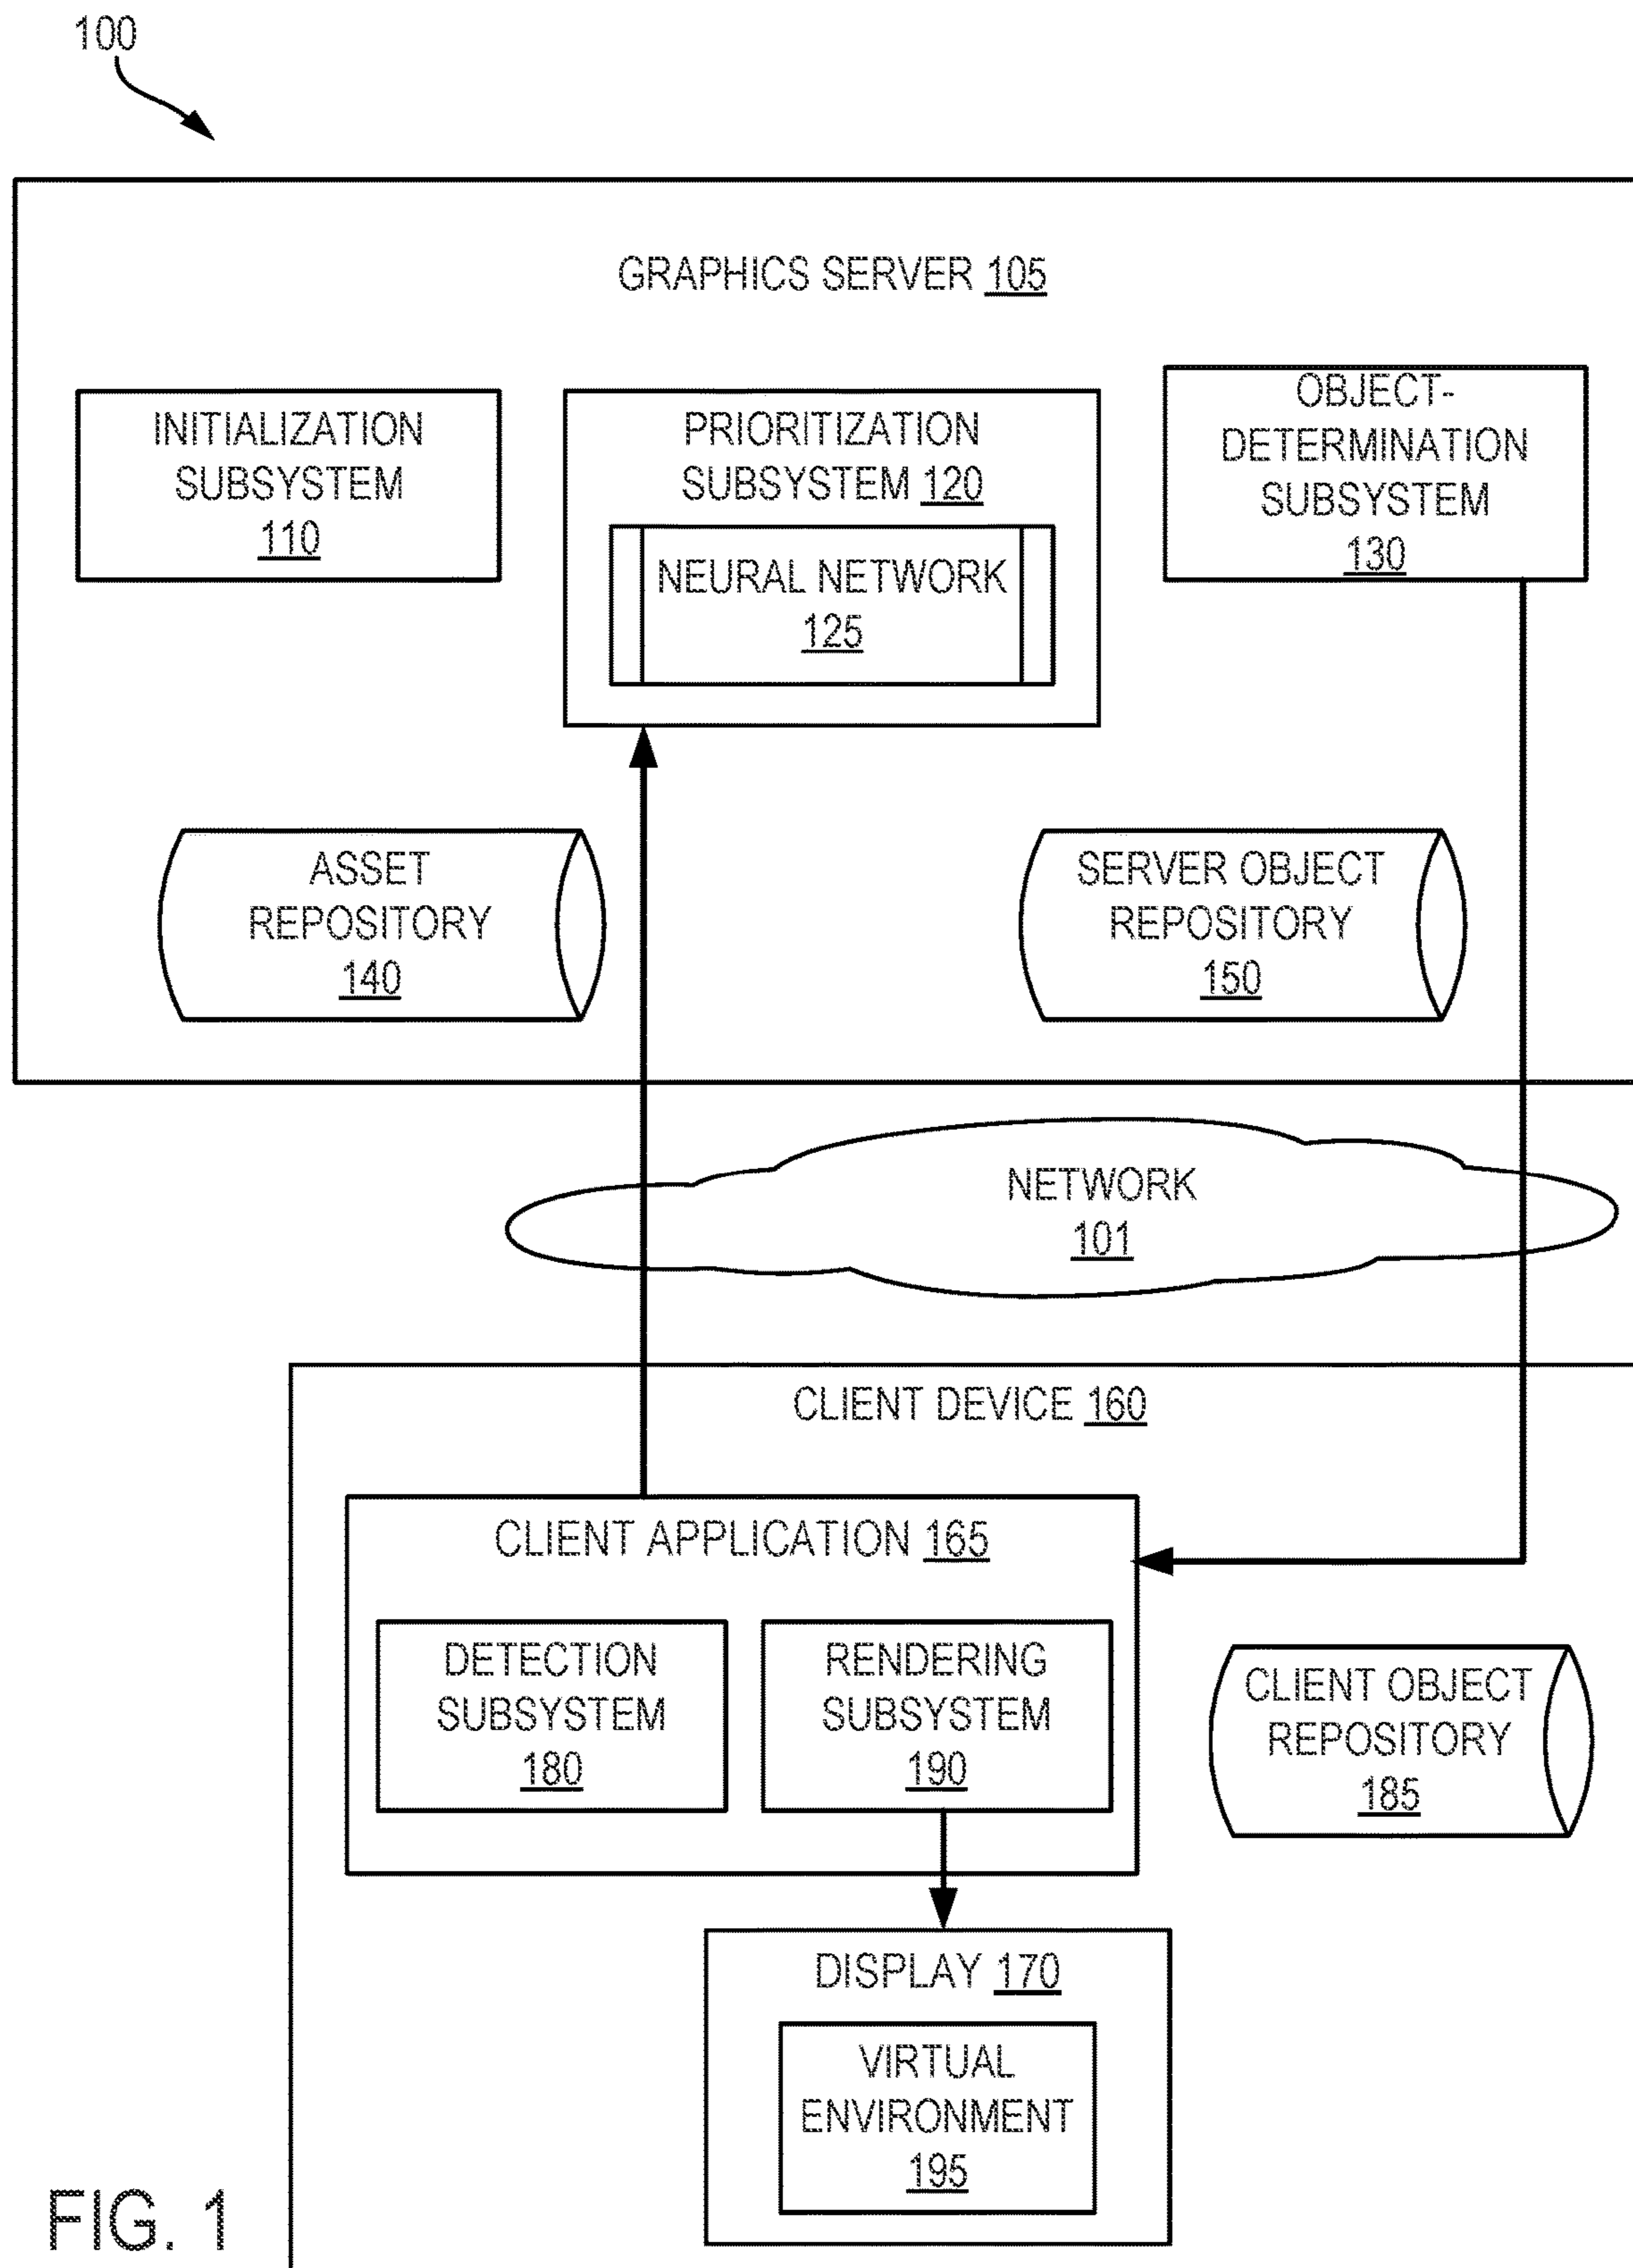 100
GRAPHICS SERVER 105
INITIALIZATION
SUBSYSTEM
110
PRIORITIZATION
SUBSYSTEM 120
NEURAL NETWORK
125
OBJECT-
DETERMINATION
SUBSYSTEM
130
ASSET
REPOSITORY
140
SERVER OBJECT
REPOSITORY
150
NETWORK
101
CLIENT DEVICE 160
CLIENT APPLICATION 165
DETECTION
SUBSYSTEM
180
RENDERING
SUBSYSTEM
190
CLIENT OBJECT
REPOSITORY
185
DISPLAY 170
VIRTUAL
ENVIRONMENT
195
FIG. 1